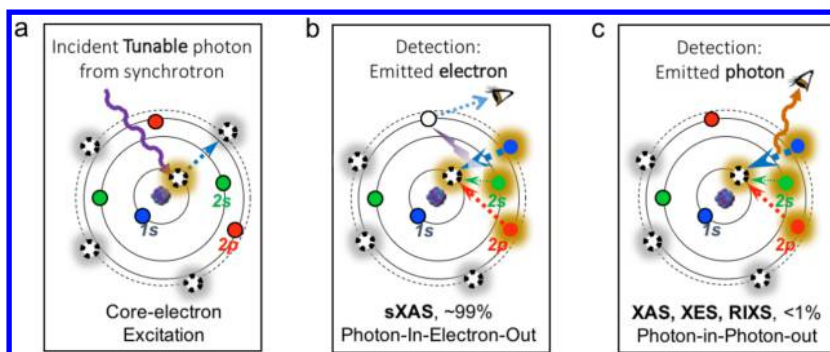 a
Incident Tunable photon
from synchrotron
2s
1s
2p
Core-electron
Excitation
b
Detection:
Emitted electron
2s
1s
2p
sXAS, ~99%
Photon-In-Electron-Out
c
Detection:
Emitted photon
2s
1s
2p
XAS, XES, RIXS, <1%
Photon-in-Photon-out